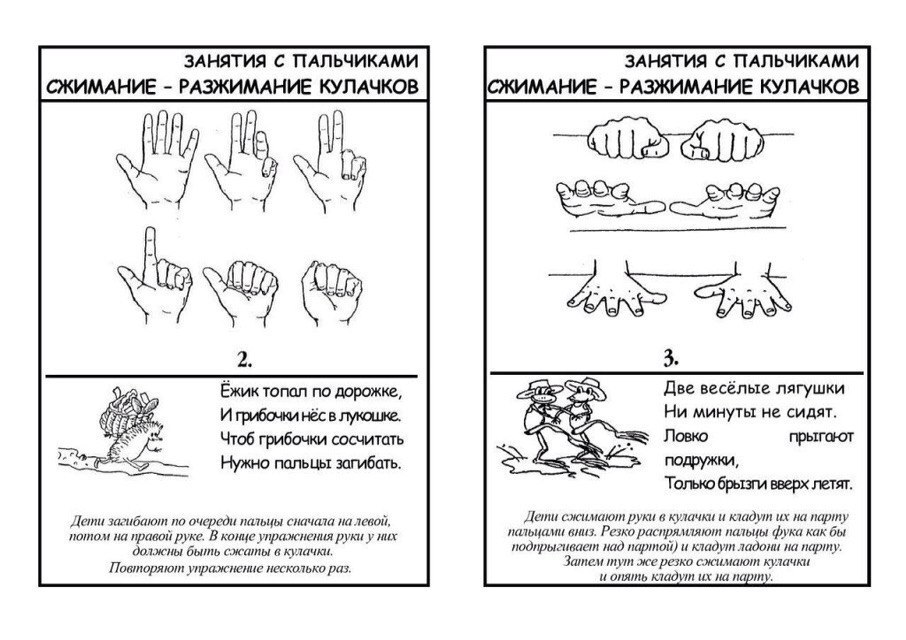 ЗАНЯТИЯ С ПАЛЬЧИКАМИ
СЖИМАНИЕ – РАЗЖИМАНИЕ КУЛАЧКОВ
2.
Ёжик топал по дорожке,
И грибочки нёс в лукошке.
Чтоб грибочки сосчитать
Нужно пальцы загибать.
Дети загибают по очереди пальцы сначала на левой,
потом на правой руке. В конце упражнения руки у них
должны быть сжаты в кулачки.
Повторяют упражнение несколько раз.
ЗАНЯТИЯ С ПАЛЬЧИКАМИ
СЖИМАНИЕ – РАЗЖИМАНИЕ КУЛАЧКОВ
3.
Две весёлые лягушки
Ни минуты не сидят.
Ловко прыгают
подружки,
Только брызги вверх летят.
Дети сжимают руки в кулачки и кладут их на парту
пальцами вниз. Резко распрямляют пальцы фука как бы
подпрыгивает над партой) и кладут ладони на парту.
Затем тут же резко сжимают кулачки
и опять кладут их на парту.